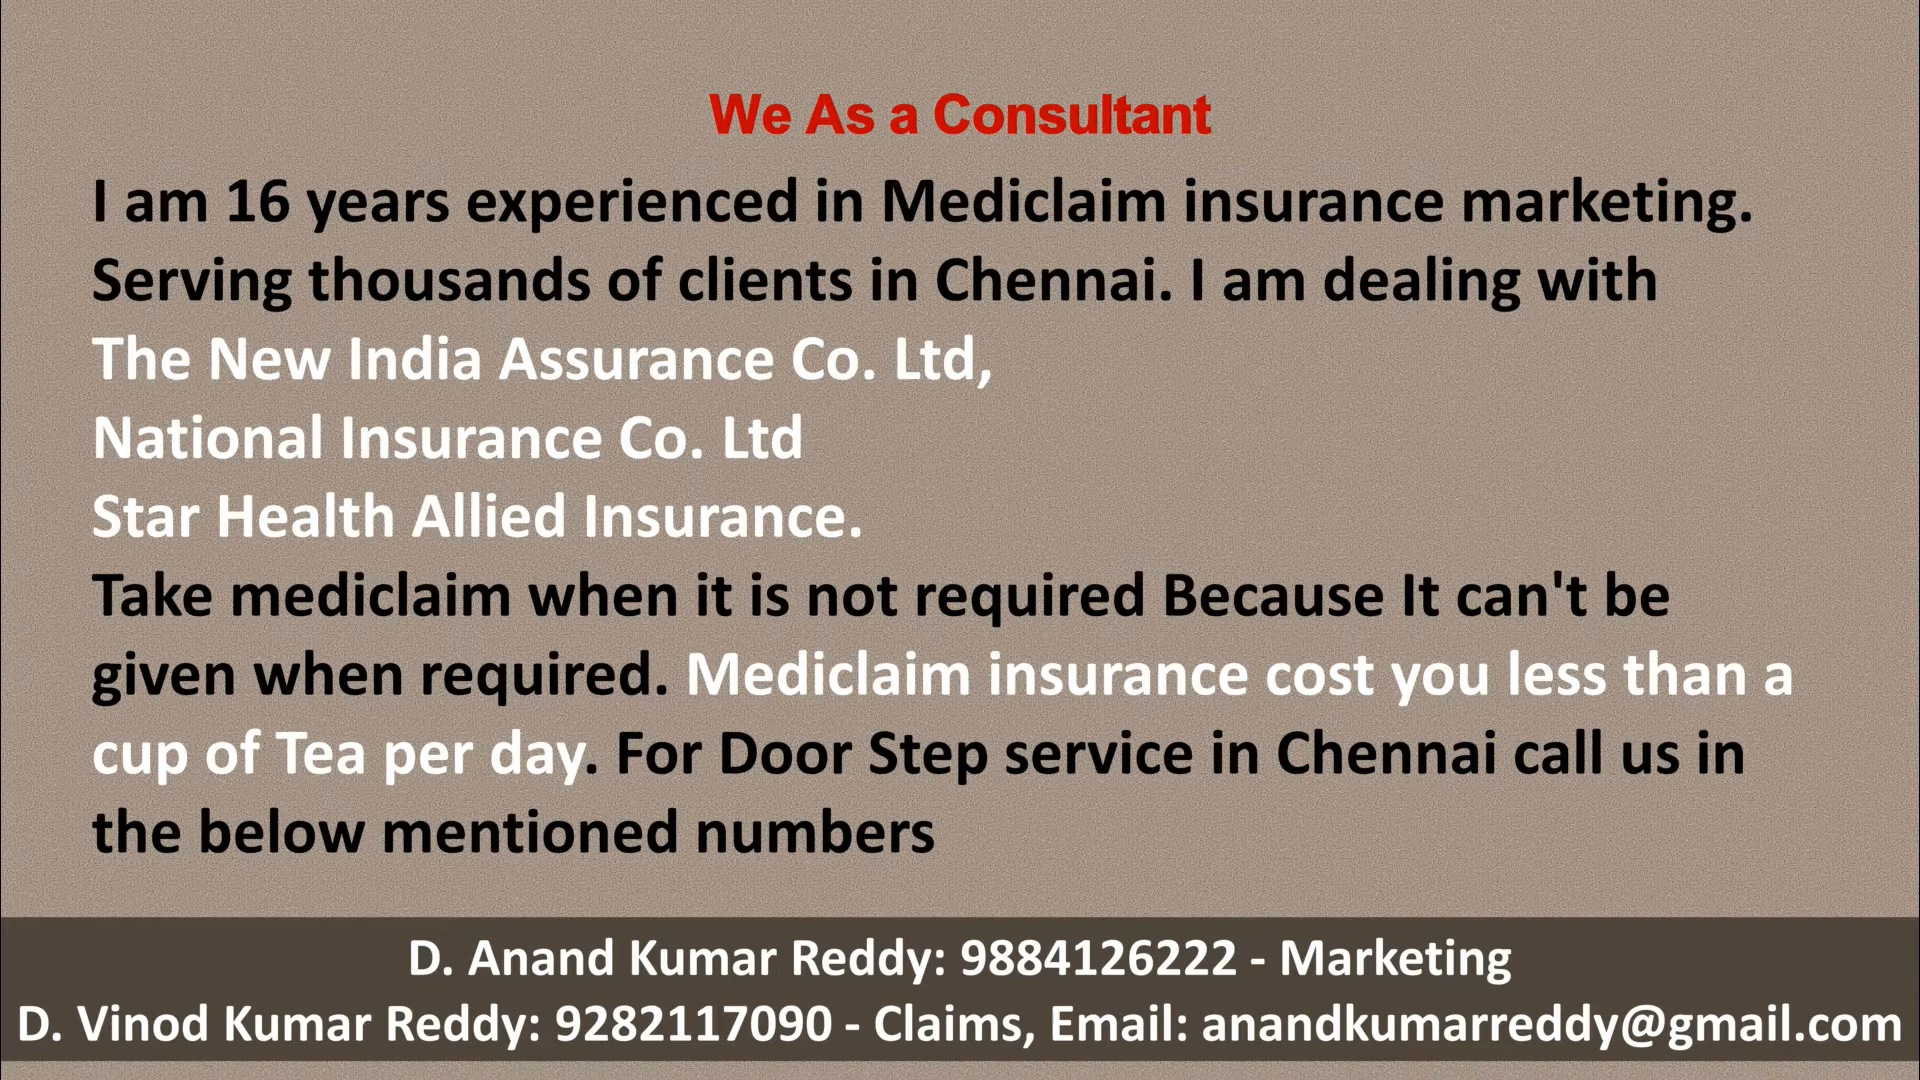 We As a Consultant
I am 16 years experienced in Mediclaim insurance marketing.
Serving thousands of clients in Chennai. I am dealing with
The New India Assurance Co. Ltd,
National Insurance Co. Ltd
Star Health Allied Insurance.
Take mediclaim when it is not required Because It can't be
given when required. Mediclaim insurance cost you less than a
cup of Tea per day. For Door Step service in Chennai call us in
the below mentioned numbers
D. Anand Kumar Reddy: 9884126222 - Marketing
D. Vinod Kumar Reddy: 9282117090 - Claims, Email: anandkumarreddy@gmail.com